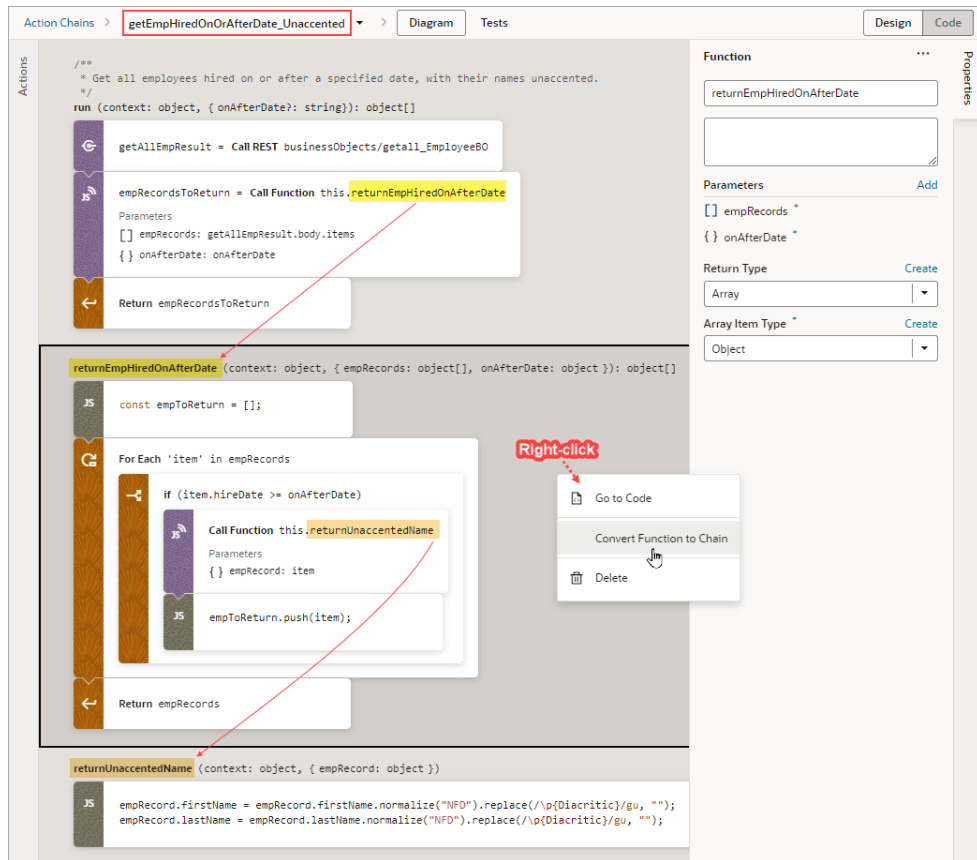 Action Chains > getEmpHiredOnOrAfterDate_Unaccented > Diagram Tests Design Code
Actions
/**
* Get all employees hired on or after a specified date, with their names unaccented.
*/
run (context: object, { onAfterDate?: string}): object[]
getAllEmpResult = Call REST businessObjects/getall_EmployeeBO
JS
empRecordsToReturn = Call Function this.returnEmpHiredOnAfterDate
Parameters
[] empRecords: getAllEmpResult.body.items
{ } onAfterDate: onAfterDate
Return empRecordsToReturn
returnEmpHiredOnAfterDate (context: object, { empRecords: object[], onAfterDate: object }): object[]
JS
const empToReturn = [];
For Each 'item' in empRecords
if (item.hireDate >= onAfterDate)
JS
Call Function this.returnUnaccentedName
Parameters
{ } empRecord: item
JS
empToReturn.push(item);
Return empRecords
Right-click
Go to Code
Convert Function to Chain
Delete
returnUnaccentedName (context: object, { empRecord: object })
JS
empRecord.firstName = empRecord.firstName.normalize("NFD").replace(/\p{Diacritic}/gu, "");
empRecord.lastName = empRecord.lastName.normalize("NFD").replace(/\p{Diacritic}/gu, "");
Function ...
returnEmpHiredOnAfterDate
Parameters Add
[] empRecords *
{ } onAfterDate *
Return Type Create
Array
Array Item Type * Create
Object
Properties